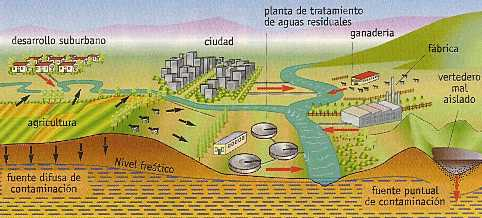 planta de tratamiento
de aguas residuales
desarrollo suburbano
ciudad
ganadería
fábrica
vertedero
mal
aislado
agricultura
Nivel freático
fuente difusa de
contaminación
fuente puntual
de contaminación